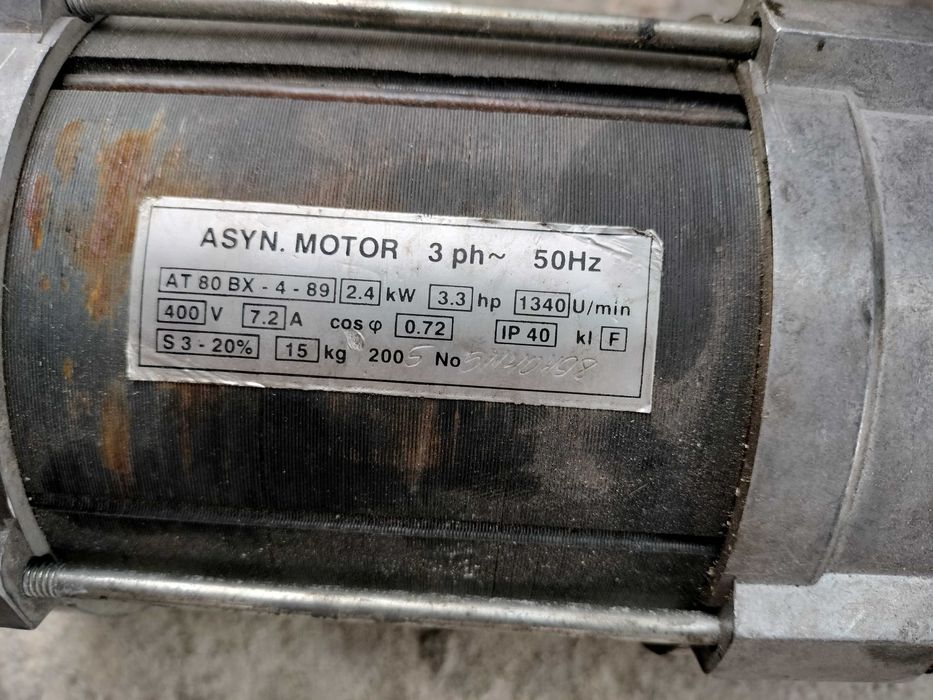 ASYN. MOTOR 3 ph~ 50Hz
AT 80 BX - 4 - 89 2.4 kW 3.3 hp 1340 U/min
400 V 7.2 A cos φ 0.72 IP 40 kl F
S 3 - 20% 15 kg 200 No